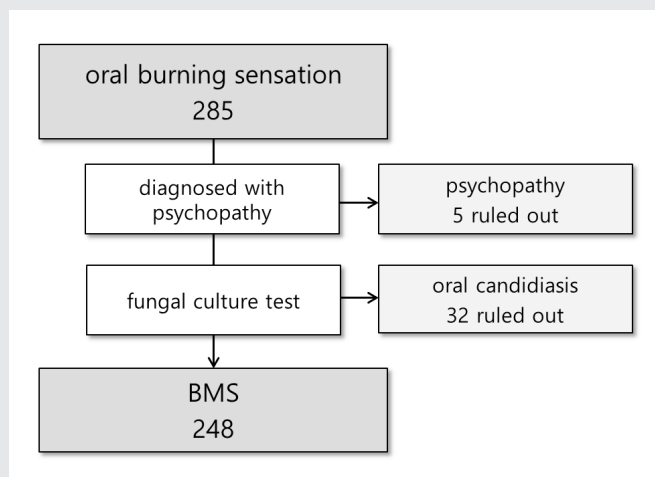 oral burning sensation
285
diagnosed with
psychopathy
psychopathy
5 ruled out
fungal culture test
oral candidiasis
32 ruled out
BMS
248